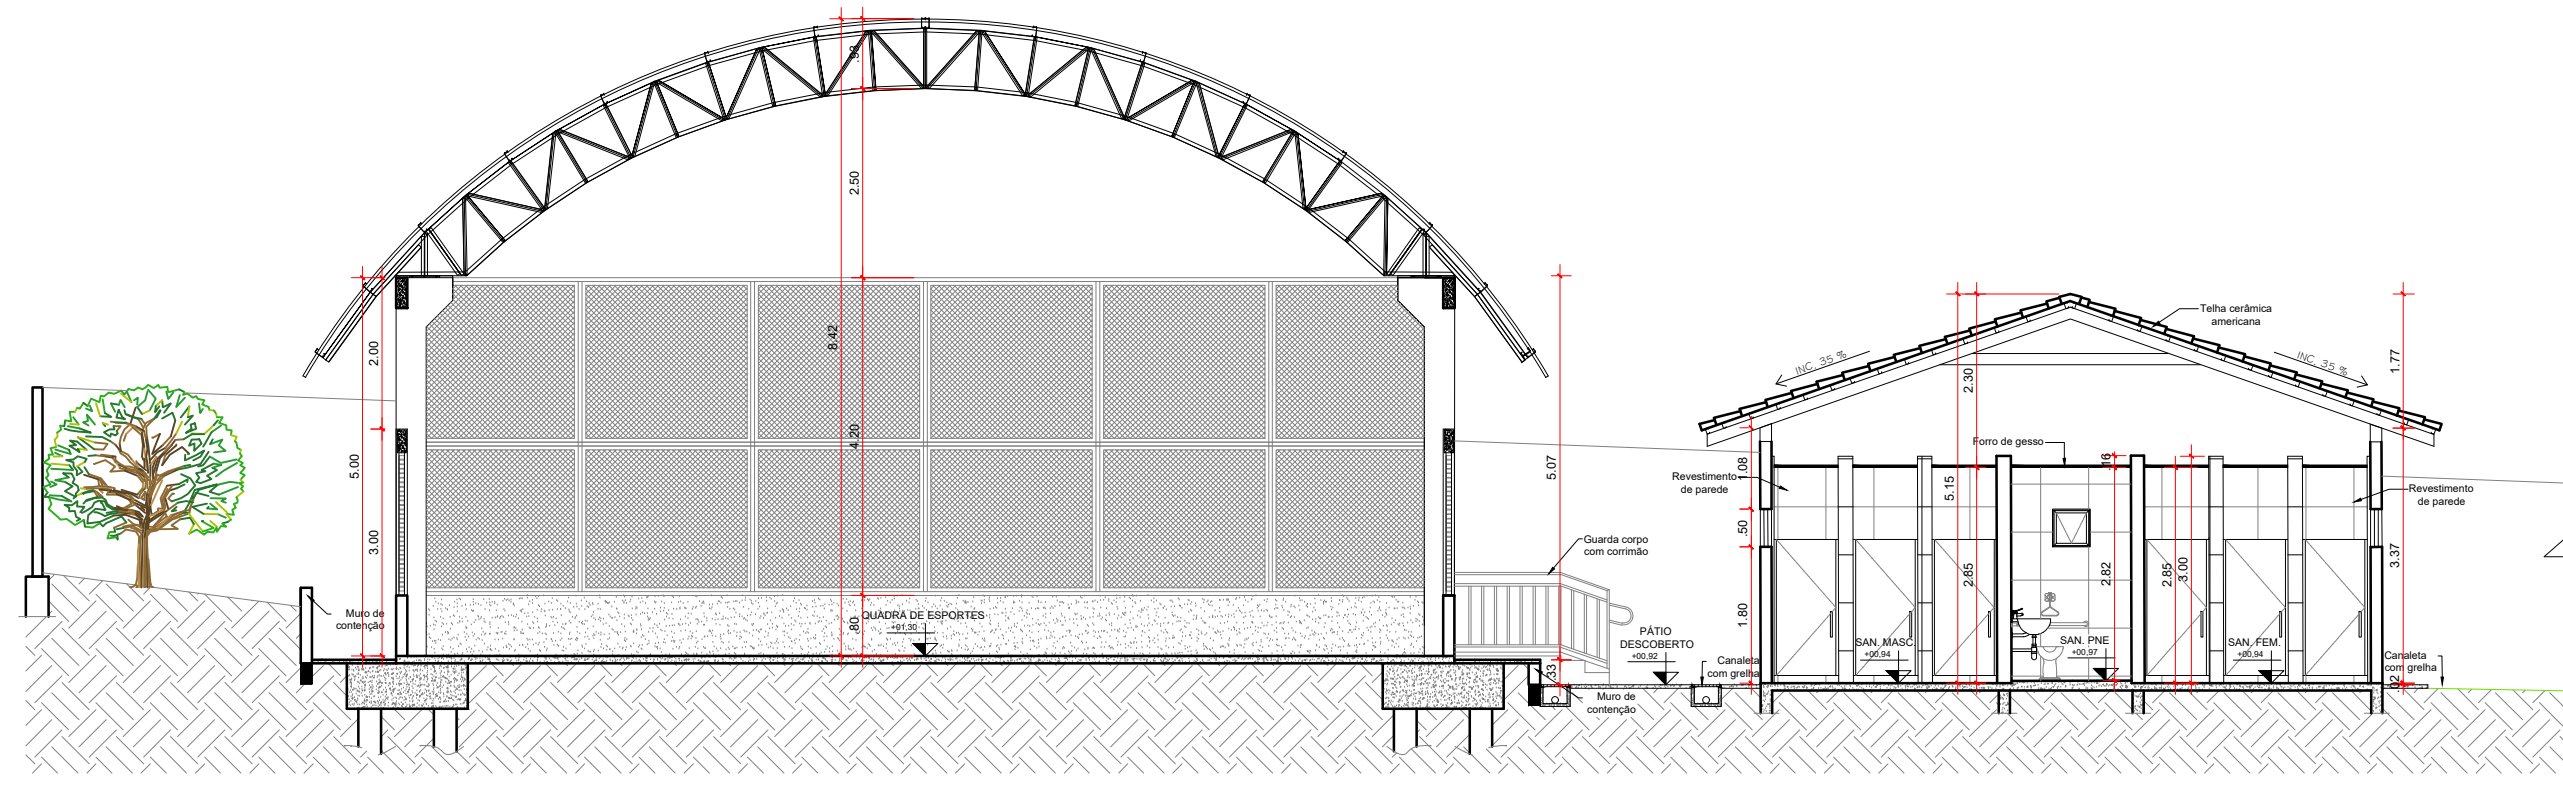 .93
2.50
8.42
4.20
.80
2.00
5.00
3.00
Muro de
contenção
QUADRA DE ESPORTES
+01,30
5.07
.33
Guarda corpo
com corrimão
PÁTIO
DESCOBERTO
+00,92
Canaleta
com grelha
Muro de
contenção
INC. 35 %
INC. 35 %
Telha cerâmica
americana
2.30
1.77
Forro de gesso
Revestimento
de parede
Revestimento
de parede
1.08
.50
1.80
5.15
2.85
.16
2.82
2.85
3.00
3.37
.02
SAN. MASC.
+00,94
SAN. PNE
+00,97
SAN. FEM.
+00,94
Canaleta
com grelha